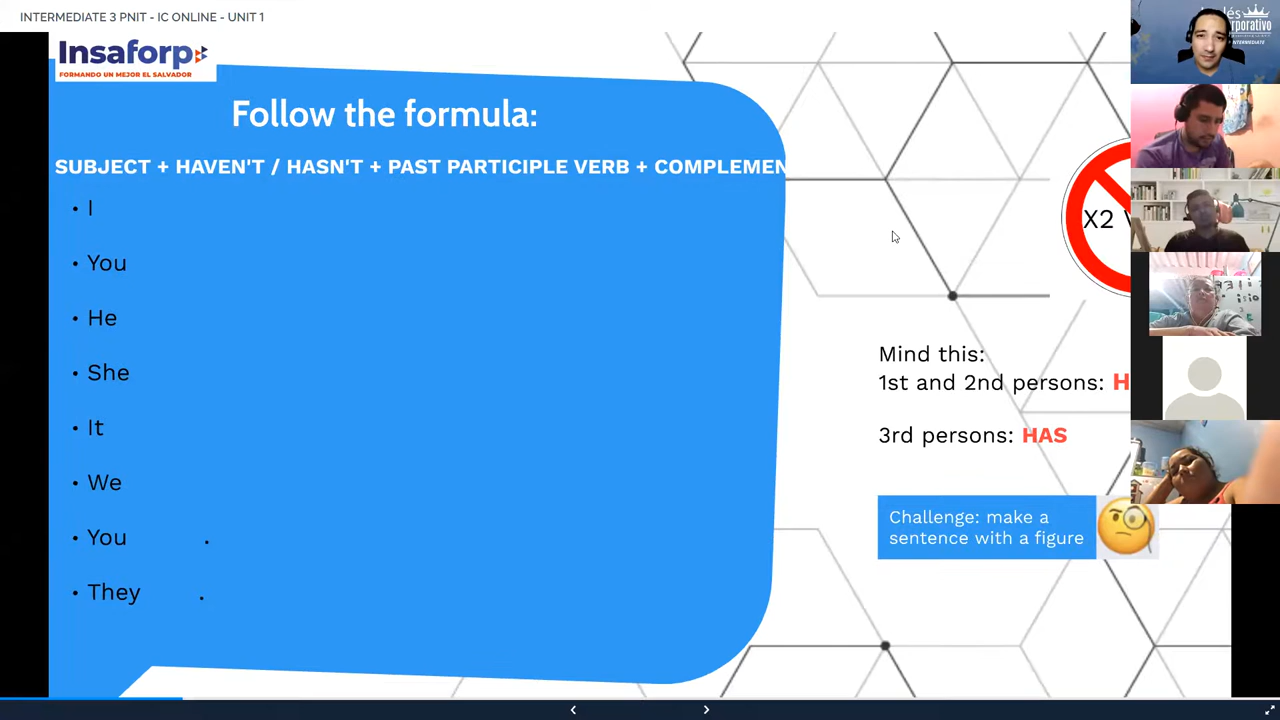 INTERMEDIATE 3 PNIT - IC ONLINE - UNIT 1
Insaforp
FORMANDO UN MEJOR EL SALVADOR
Follow the formula:
SUBJECT + HAVEN'T / HASN'T + PAST PARTICIPLE VERB + COMPLEMEN
• I
• You
• He
• She
• It
• We
• You .
• They .
X2
Mind this:
1st and 2nd persons: H
3rd persons: HAS
Challenge: make a
sentence with a figure